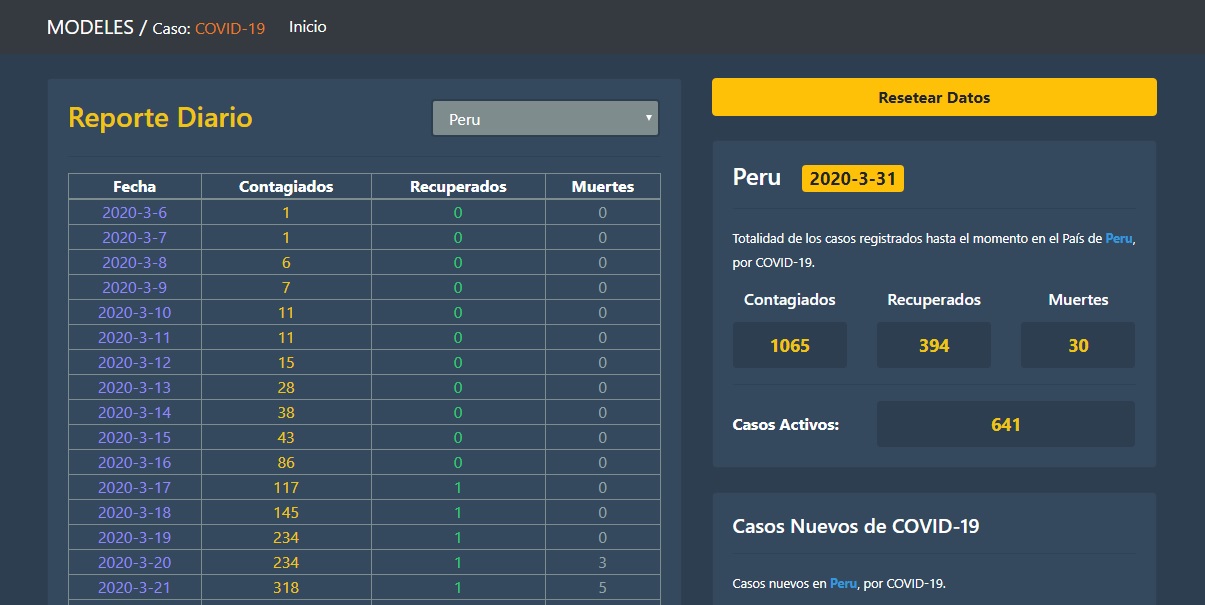 MODELES / Caso: COVID-19 Inicio
Reporte Diario
Peru
Fecha Contagiados Recuperados Muertes
2020-3-6 1 0 0
2020-3-7 1 0 0
2020-3-8 6 0 0
2020-3-9 7 0 0
2020-3-10 11 0 0
2020-3-11 11 0 0
2020-3-12 15 0 0
2020-3-13 28 0 0
2020-3-14 38 0 0
2020-3-15 43 0 0
2020-3-16 86 0 0
2020-3-17 117 1 0
2020-3-18 145 1 0
2020-3-19 234 1 0
2020-3-20 234 1 3
2020-3-21 318 1 5
Resetear Datos
Peru 2020-3-31
Totalidad de los casos registrados hasta el momento en el País de Peru,
por COVID-19.
Contagiados Recuperados Muertes
1065 394 30
Casos Activos: 641
Casos Nuevos de COVID-19
Casos nuevos en Peru, por COVID-19.